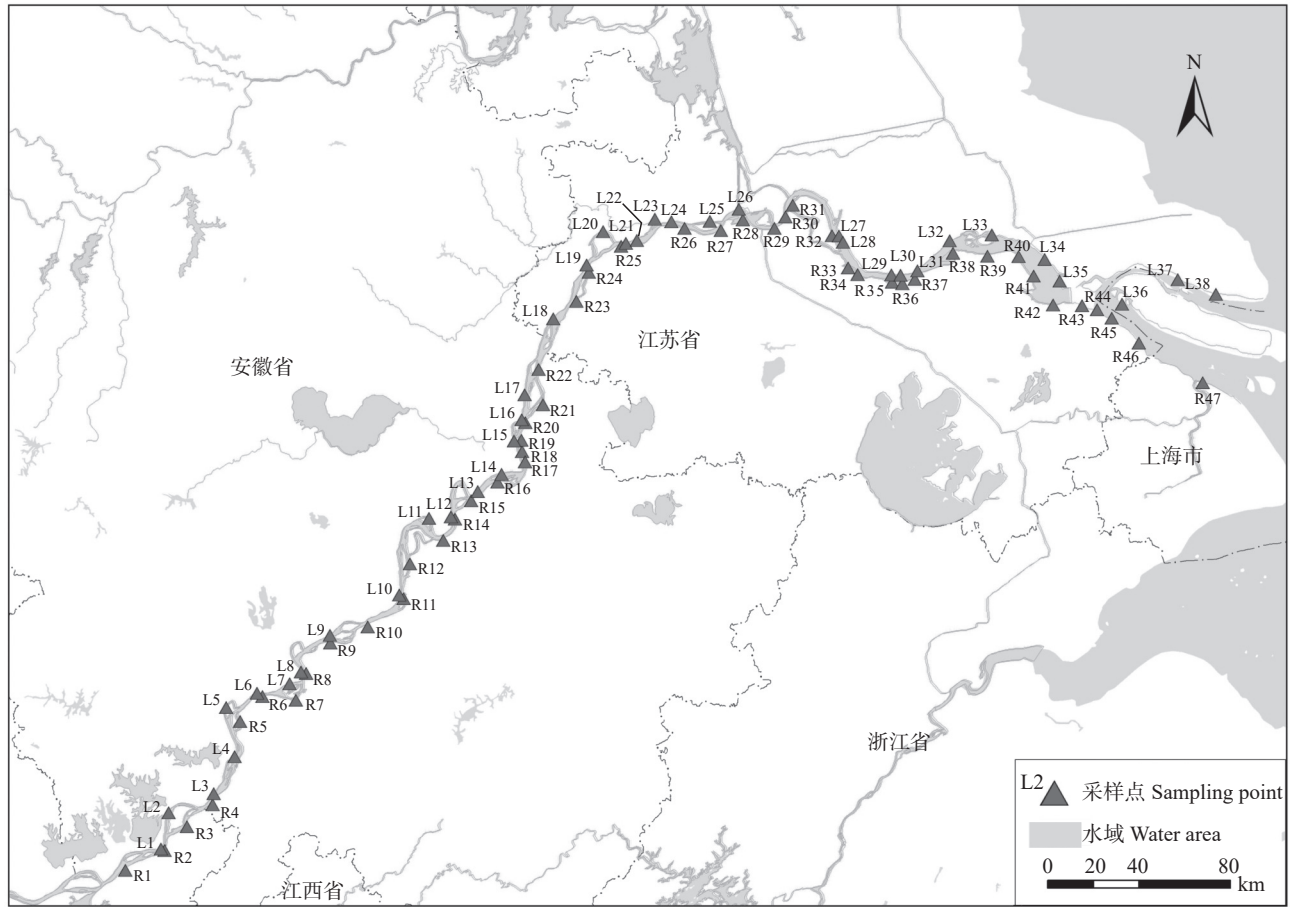 N
L22
L23
L24
L25
L26
L20
L21
R25
R26
R27
R28
R29
R30
R31
R32
L27
L28
L32
L33
R40
L34
L19
R24
R33
R34
L29
L30
L31
R35
R36
R37
R38
R39
R41
L35
L37
L38
L18
R23
R42
R43
R44
L36
R45
R46
R47
安徽省
江苏省
上海市
R22
L17
R21
L16
R20
L15
R19
R18
R17
L14
L13
R16
R15
L12
L11
R14
R13
R12
L10
R11
R10
L9
R9
L8
R8
L7
L6
R6
R7
L5
R5
L4
浙江省
L3
R4
L2
R3
L1
R2
R1
江西省
L2 采样点 Sampling point
水域 Water area
0 20 40 80
km